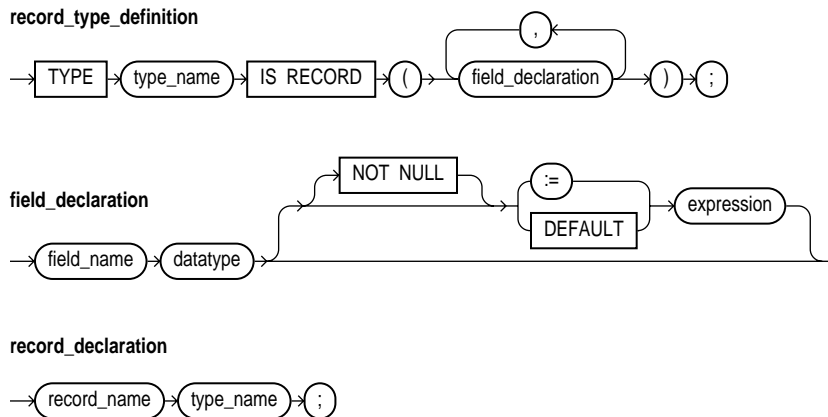 record_type_definition
,
TYPE type_name IS RECORD ( field_declaration ) ;
NOT NULL
field_declaration
:= expression
DEFAULT
field_name datatype
record_declaration
record_name type_name ;